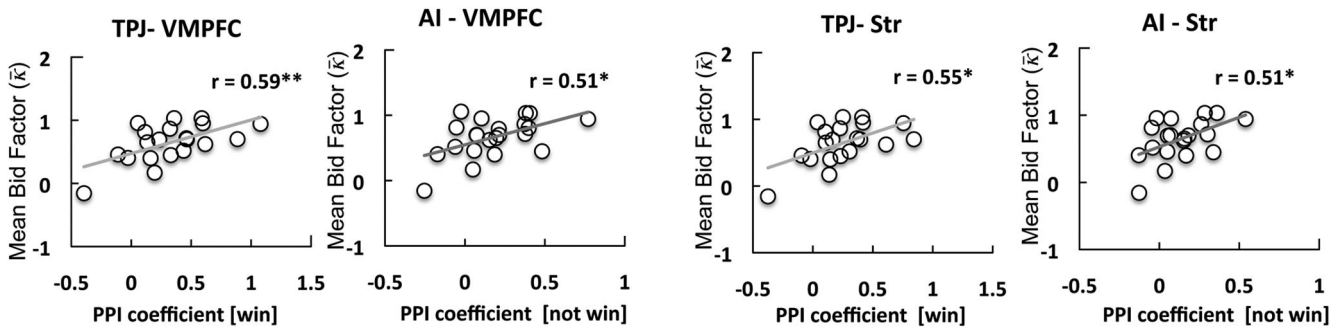 TPJ- VMPFC
r = 0.59**
Mean Bid Factor (κ̄)
2
1
0
-1
-0.5 0 0.5 1 1.5
PPI coefficient [win]
AI - VMPFC
r = 0.51*
Mean Bid Factor (κ̄)
2
1
0
-1
-0.5 0 0.5 1
PPI coefficient [not win]
TPJ- Str
r = 0.55*
Mean Bid Factor (κ̄)
2
1
0
-1
-0.5 0 0.5 1 1.5
PPI coefficient [win]
AI - Str
r = 0.51*
Mean Bid Factor (κ̄)
2
1
0
-1
-0.5 0 0.5 1
PPI coefficient [not win]